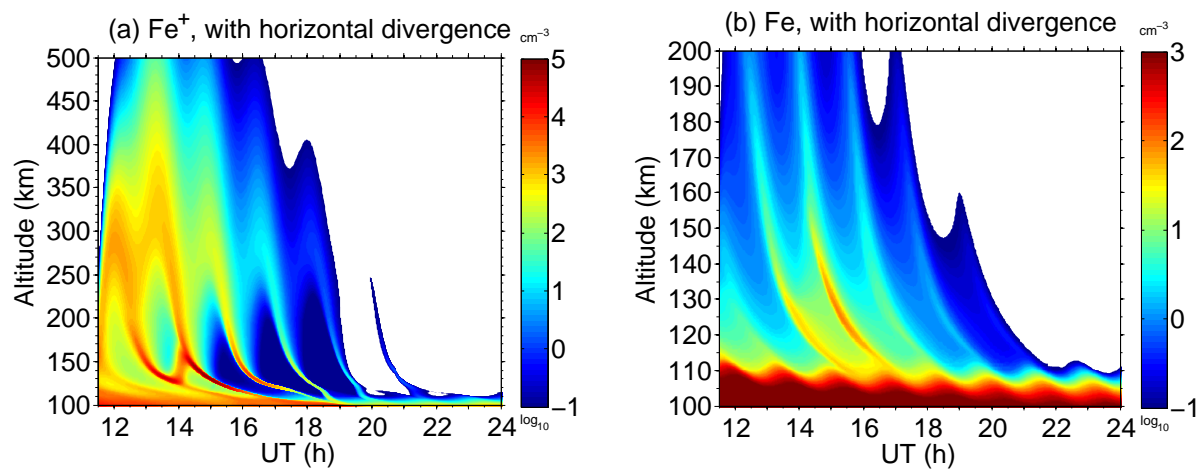 (a) Fe+, with horizontal divergence
cm−3
500
450
400
350
300
250
200
150
100
Altitude (km)
12 14 16 18 20 22 24
UT (h)
5
4
3
2
1
0
−1
log10
(b) Fe, with horizontal divergence
cm−3
200
190
180
170
160
150
140
130
120
110
100
Altitude (km)
12 14 16 18 20 22 24
UT (h)
3
2
1
0
−1
log10